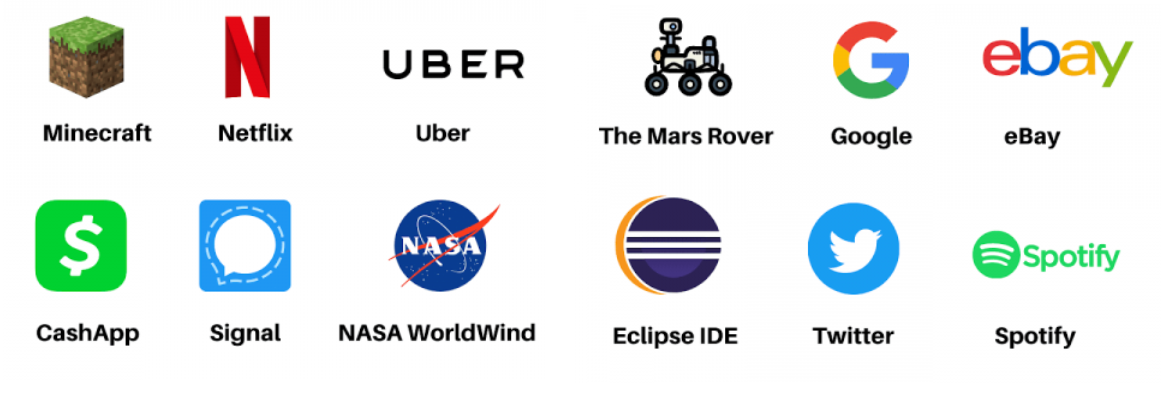 UBER
ebay
Minecraft
Netflix
Uber
The Mars Rover
Google
eBay
$
NASA
Spotify
CashApp
Signal
NASA WorldWind
Eclipse IDE
Twitter
Spotify